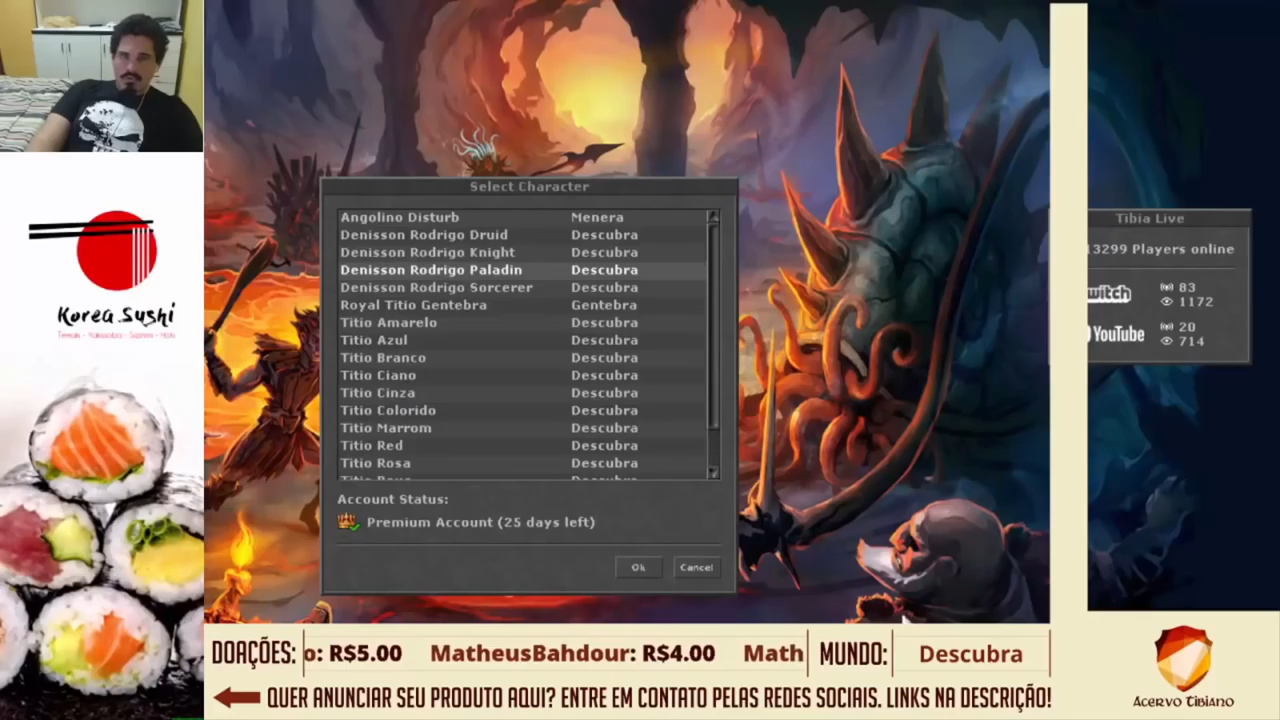 Select Character
Angolino Disturb Menera
Denisson Rodrigo Druid Descubra
Denisson Rodrigo Knight Descubra
Denisson Rodrigo Paladin Descubra
Denisson Rodrigo Sorcerer Descubra
Royal Titio Gentebra Gentebra
Titio Amarelo Descubra
Titio Azul Descubra
Titio Branco Descubra
Titio Ciano Descubra
Titio Cinza Descubra
Titio Colorido Descubra
Titio Marrom Descubra
Titio Red Descubra
Titio Rosa Descubra
Account Status:
Premium Account (25 days left)
Ok Cancel
Korea Sushi
Tibia Live
13299 Players online
witch 83
1172
YouTube 20
714
DOAÇÕES: o: R$5.00 MatheusBahdour: R$4.00 Math MUNDO: Descubra
QUER ANUNCIAR SEU PRODUTO AQUI? ENTRE EM CONTATO PELAS REDES SOCIAIS. LINKS NA DESCRIÇÃO!
Acervo Tibiano